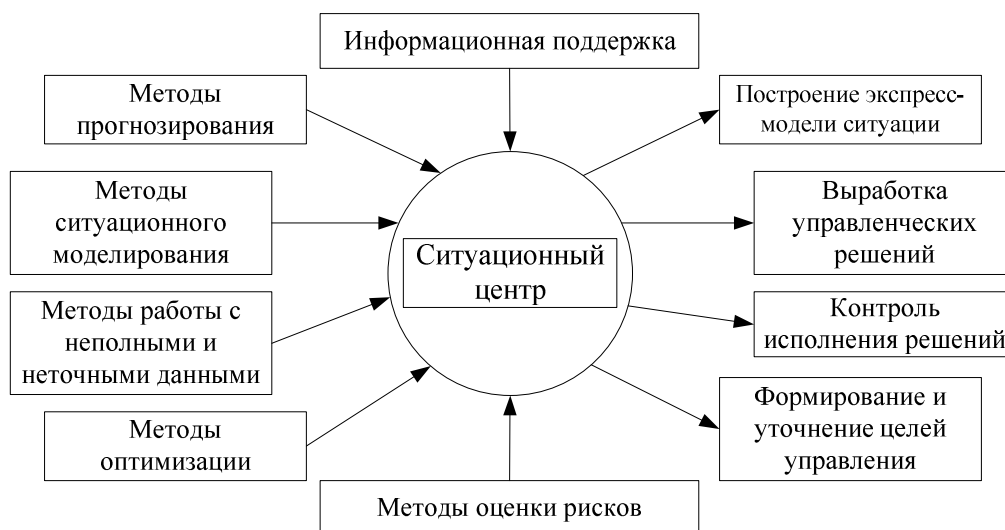 Информационная поддержка
Методы
прогнозирования
Методы
ситуационного
моделирования
Методы работы с
неполными и
неточными данными
Методы
оптимизации
Ситуационный
центр
Методы оценки рисков
Построение экспресс-
модели ситуации
Выработка
управленческих
решений
Контроль
исполнения решений
Формирование и
уточнение целей
управления